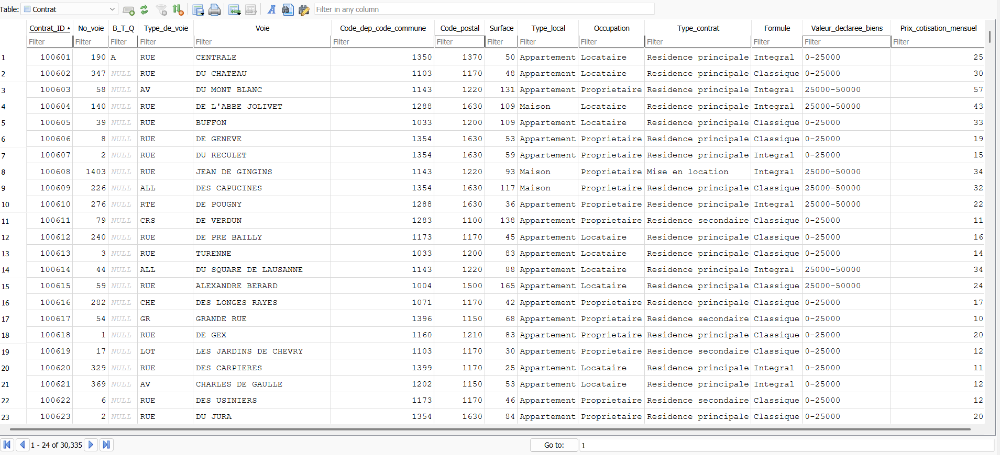 Table: Contrat Filter in any column
Contrat_ID No_voie B_T_Q Type_de_voie Voie Code_dep_code_commune Code_postal Surface Type_local Occupation Type_contrat Formule Valeur_declaree_biens Prix_cotisation_mensuel
Filter Filter Filter Filter Filter Filter Filter Filter Filter Filter Filter Filter Filter Filter
1 100601 190 A RUE CENTRALE 1350 1370 50 Appartement Locataire Residence principale Integral 0-25000 25
2 100602 347 NULL RUE DU CHATEAU 1103 1170 48 Appartement Locataire Residence principale Classique 0-25000 30
3 100603 58 NULL AV DU MONT BLANC 1143 1220 131 Appartement Proprietaire Residence principale Integral 25000-50000 57
4 100604 140 NULL RUE DE L'ABBE JOLIVET 1288 1630 109 Maison Locataire Residence principale Integral 25000-50000 43
5 100605 39 NULL RUE BUFFON 1033 1200 109 Appartement Locataire Residence principale Classique 0-25000 33
6 100606 8 NULL RUE DE GENEVE 1354 1630 53 Appartement Proprietaire Residence principale Classique 0-25000 19
7 100607 2 NULL RUE DU RECULET 1354 1630 59 Appartement Proprietaire Residence principale Integral 0-25000 15
8 100608 1403 NULL RUE JEAN DE GINGINS 1143 1220 93 Maison Proprietaire Mise en location Integral 25000-50000 34
9 100609 226 NULL ALL DES CAPUCINES 1354 1630 117 Maison Proprietaire Residence principale Classique 25000-50000 32
10 100610 276 NULL RTE DE POUGNY 1288 1630 36 Appartement Proprietaire Residence principale Integral 25000-50000 22
11 100611 79 NULL CRS DE VERDUN 1283 1100 138 Appartement Proprietaire Residence secondaire Classique 0-25000 11
12 100612 240 NULL RUE DE PRE BAILLY 1173 1170 45 Appartement Locataire Residence principale Classique 0-25000 16
13 100613 3 NULL RUE TURENNE 1033 1200 83 Appartement Locataire Residence principale Classique 0-25000 14
14 100614 44 NULL ALL DU SQUARE DE LAUSANNE 1143 1220 88 Appartement Locataire Residence principale Integral 25000-50000 34
15 100615 59 NULL RUE ALEXANDRE BERARD 1004 1500 165 Appartement Locataire Residence principale Classique 25000-50000 24
16 100616 282 NULL CHE DES LONGES RAYES 1071 1170 42 Appartement Proprietaire Residence principale Classique 0-25000 17
17 100617 54 NULL GR GRANDE RUE 1396 1150 68 Appartement Proprietaire Residence secondaire Classique 0-25000 10
18 100618 1 NULL RUE DE GEX 1160 1210 83 Appartement Proprietaire Residence principale Classique 0-25000 20
19 100619 17 NULL LOT LES JARDINS DE CHEVRY 1103 1170 30 Appartement Proprietaire Residence secondaire Classique 0-25000 12
20 100620 329 NULL RUE DES CARPIERES 1399 1170 25 Appartement Locataire Residence principale Integral 0-25000 11
21 100621 369 NULL AV CHARLES DE GAULLE 1202 1150 53 Appartement Locataire Residence principale Integral 0-25000 12
22 100622 6 NULL RUE DES USINIERS 1173 1170 46 Appartement Proprietaire Residence secondaire Classique 0-25000 12
23 100623 2 NULL RUE DU JURA 1354 1630 84 Appartement Proprietaire Residence principale Classique 0-25000 20
1 - 24 of 30,335 Go to: 1